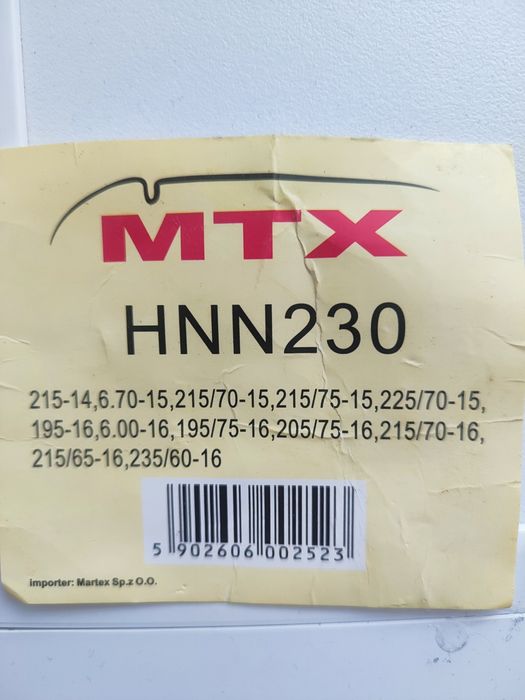 MTX
HNN230
215-14,6.70-15,215/70-15,215/75-15,225/70-15,
195-16,6.00-16,195/75-16,205/75-16,215/70-16,
215/65-16,235/60-16
5 902606 002523
importer: Martex Sp.z O.O.